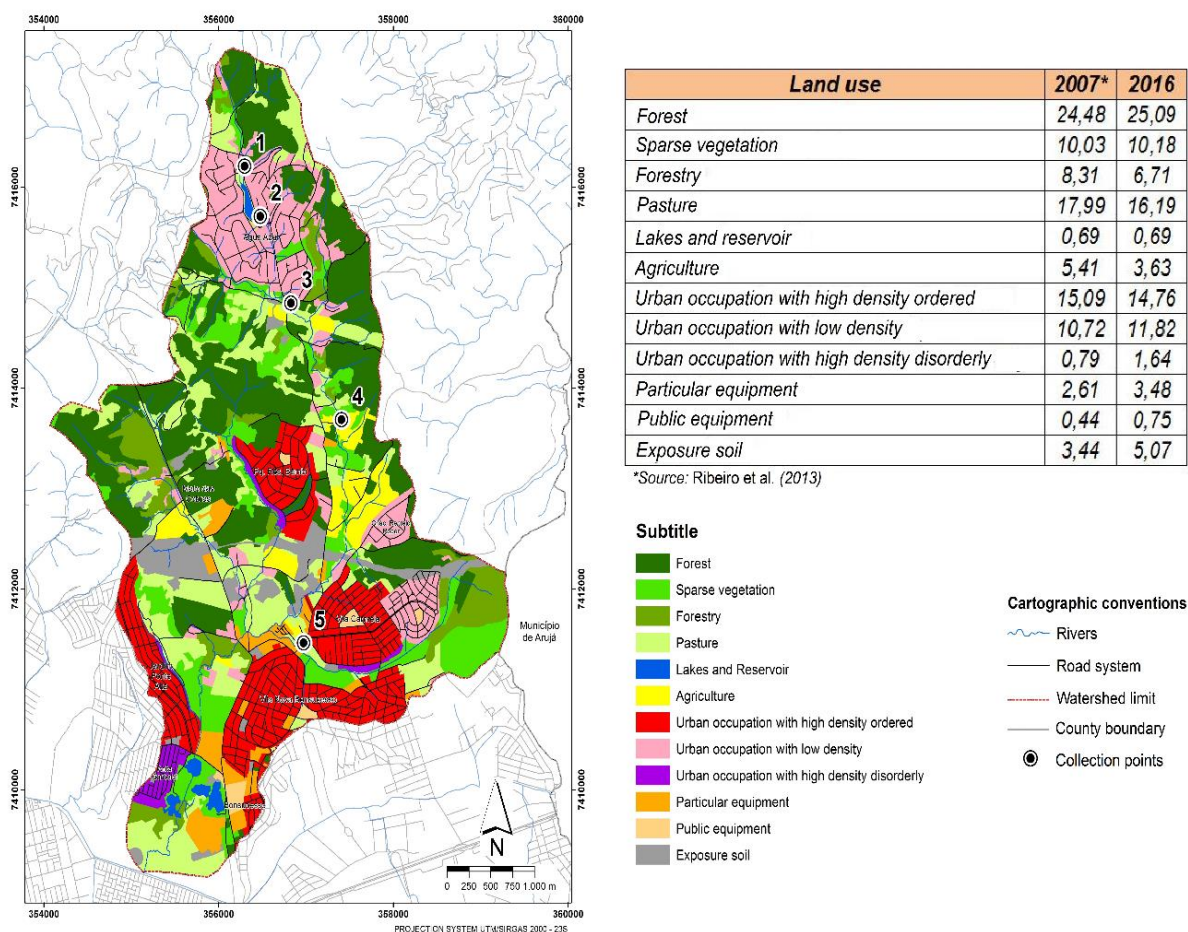 354000 356000 358000 360000
7416000 7416000
7414000 7414000
7412000 7412000
7410000 7410000
1
2
3
4
5
Município
de Arujá
N
0 250 500 750 1.000 m
354000 356000 358000 360000
PROJECTION SYSTEM UTM/SIRGAS 2000 - 23S
Land use 2007* 2016
Forest 24,48 25,09
Sparse vegetation 10,03 10,18
Forestry 8,31 6,71
Pasture 17,99 16,19
Lakes and reservoir 0,69 0,69
Agriculture 5,41 3,63
Urban occupation with high density ordered 15,09 14,76
Urban occupation with low density 10,72 11,82
Urban occupation with high density disorderly 0,79 1,64
Particular equipment 2,61 3,48
Public equipment 0,44 0,75
Exposure soil 3,44 5,07
*Source: Ribeiro et al. (2013)
Subtitle
Forest
Sparse vegetation
Forestry
Pasture
Lakes and Reservoir
Agriculture
Urban occupation with high density ordered
Urban occupation with low density
Urban occupation with high density disorderly
Particular equipment
Public equipment
Exposure soil
Cartographic conventions
Rivers
Road system
Watershed limit
County boundary
Collection points